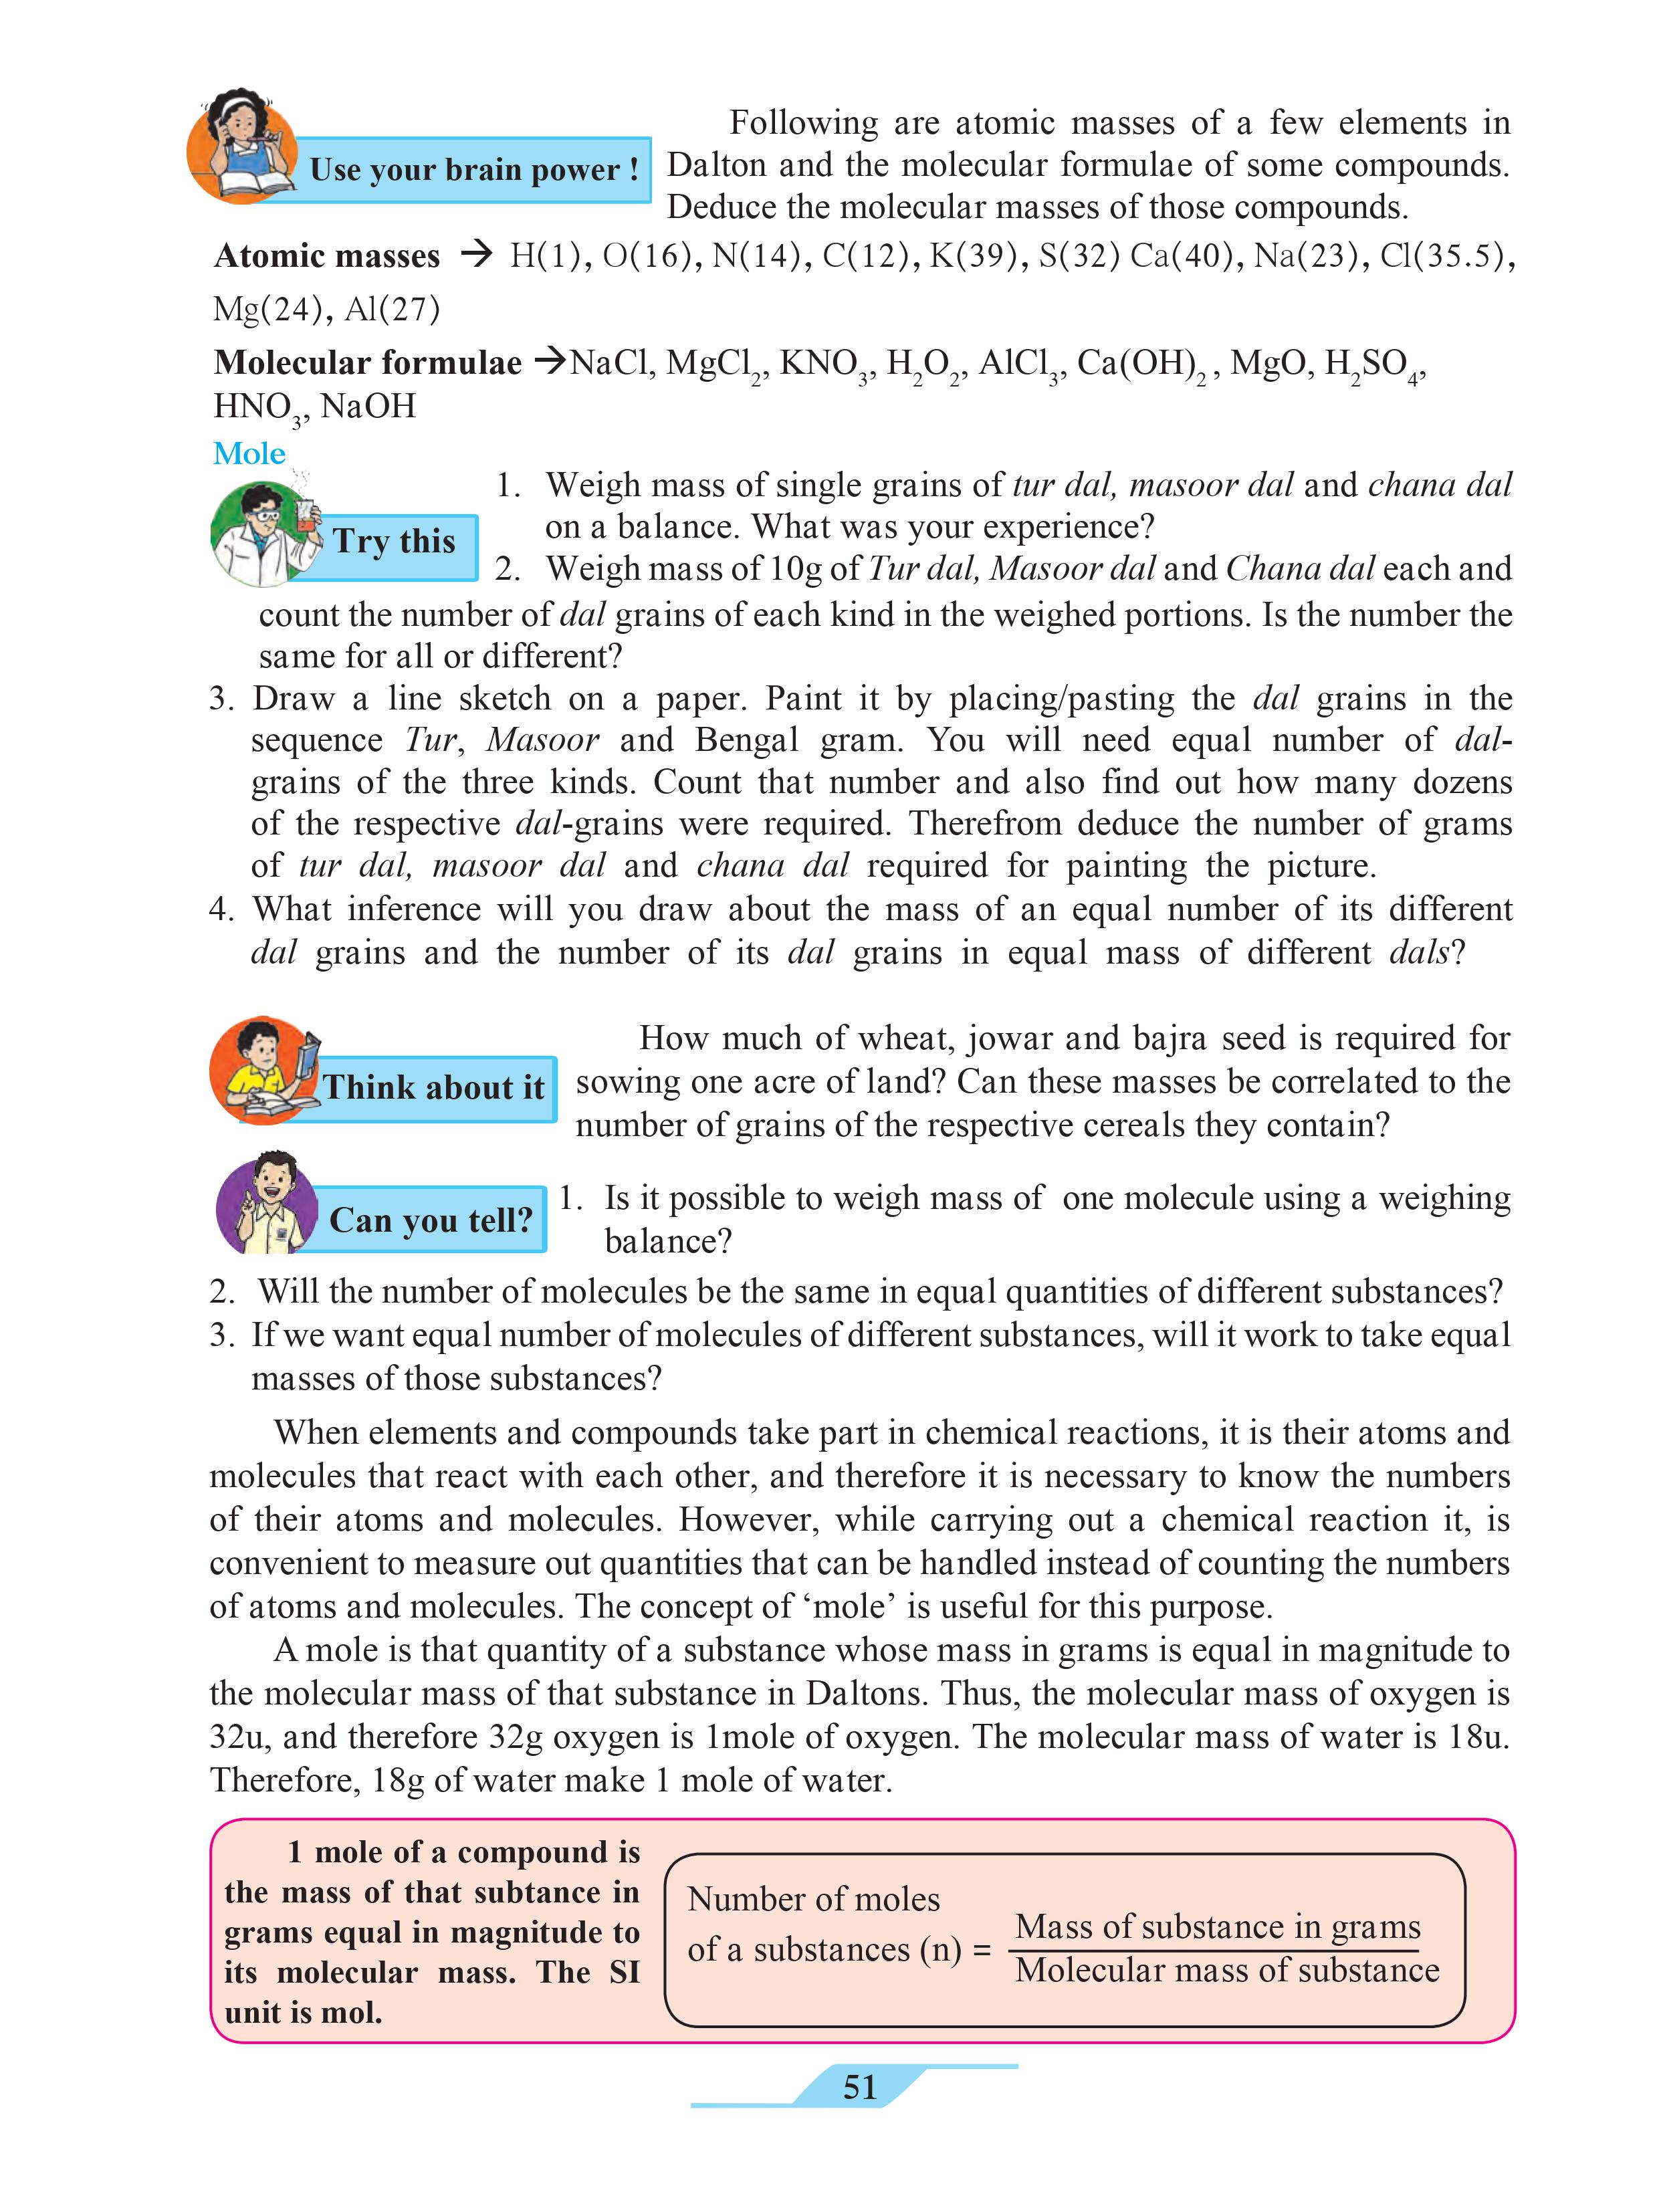 Use your brain power !
Following are atomic masses of a few elements in
Dalton and the molecular formulae of some compounds.
Deduce the molecular masses of those compounds.
Atomic masses → H(1), O(16), N(14), C(12), K(39), S(32) Ca(40), Na(23), Cl(35.5),
Mg(24), Al(27)
Molecular formulae →NaCl, MgCl₂, KNO₃, H₂O₂, AlCl₃, Ca(OH)₂ , MgO, H₂SO₄,
HNO₃, NaOH
Mole
Try this
1. Weigh mass of single grains of tur dal, masoor dal and chana dal
on a balance. What was your experience?
2. Weigh mass of 10g of Tur dal, Masoor dal and Chana dal each and
count the number of dal grains of each kind in the weighed portions. Is the number the
same for all or different?
3. Draw a line sketch on a paper. Paint it by placing/pasting the dal grains in the
sequence Tur, Masoor and Bengal gram. You will need equal number of dal-
grains of the three kinds. Count that number and also find out how many dozens
of the respective dal-grains were required. Therefrom deduce the number of grams
of tur dal, masoor dal and chana dal required for painting the picture.
4. What inference will you draw about the mass of an equal number of its different
dal grains and the number of its dal grains in equal mass of different dals?
Think about it
How much of wheat, jowar and bajra seed is required for
sowing one acre of land? Can these masses be correlated to the
number of grains of the respective cereals they contain?
Can you tell?
1. Is it possible to weigh mass of one molecule using a weighing
balance?
2. Will the number of molecules be the same in equal quantities of different substances?
3. If we want equal number of molecules of different substances, will it work to take equal
masses of those substances?
When elements and compounds take part in chemical reactions, it is their atoms and
molecules that react with each other, and therefore it is necessary to know the numbers
of their atoms and molecules. However, while carrying out a chemical reaction it, is
convenient to measure out quantities that can be handled instead of counting the numbers
of atoms and molecules. The concept of ‘mole’ is useful for this purpose.
A mole is that quantity of a substance whose mass in grams is equal in magnitude to
the molecular mass of that substance in Daltons. Thus, the molecular mass of oxygen is
32u, and therefore 32g oxygen is 1mole of oxygen. The molecular mass of water is 18u.
Therefore, 18g of water make 1 mole of water.
1 mole of a compound is
the mass of that subtance in
grams equal in magnitude to
its molecular mass. The SI
unit is mol.
Number of moles
of a substances (n) =
Mass of substance in grams
Molecular mass of substance
51